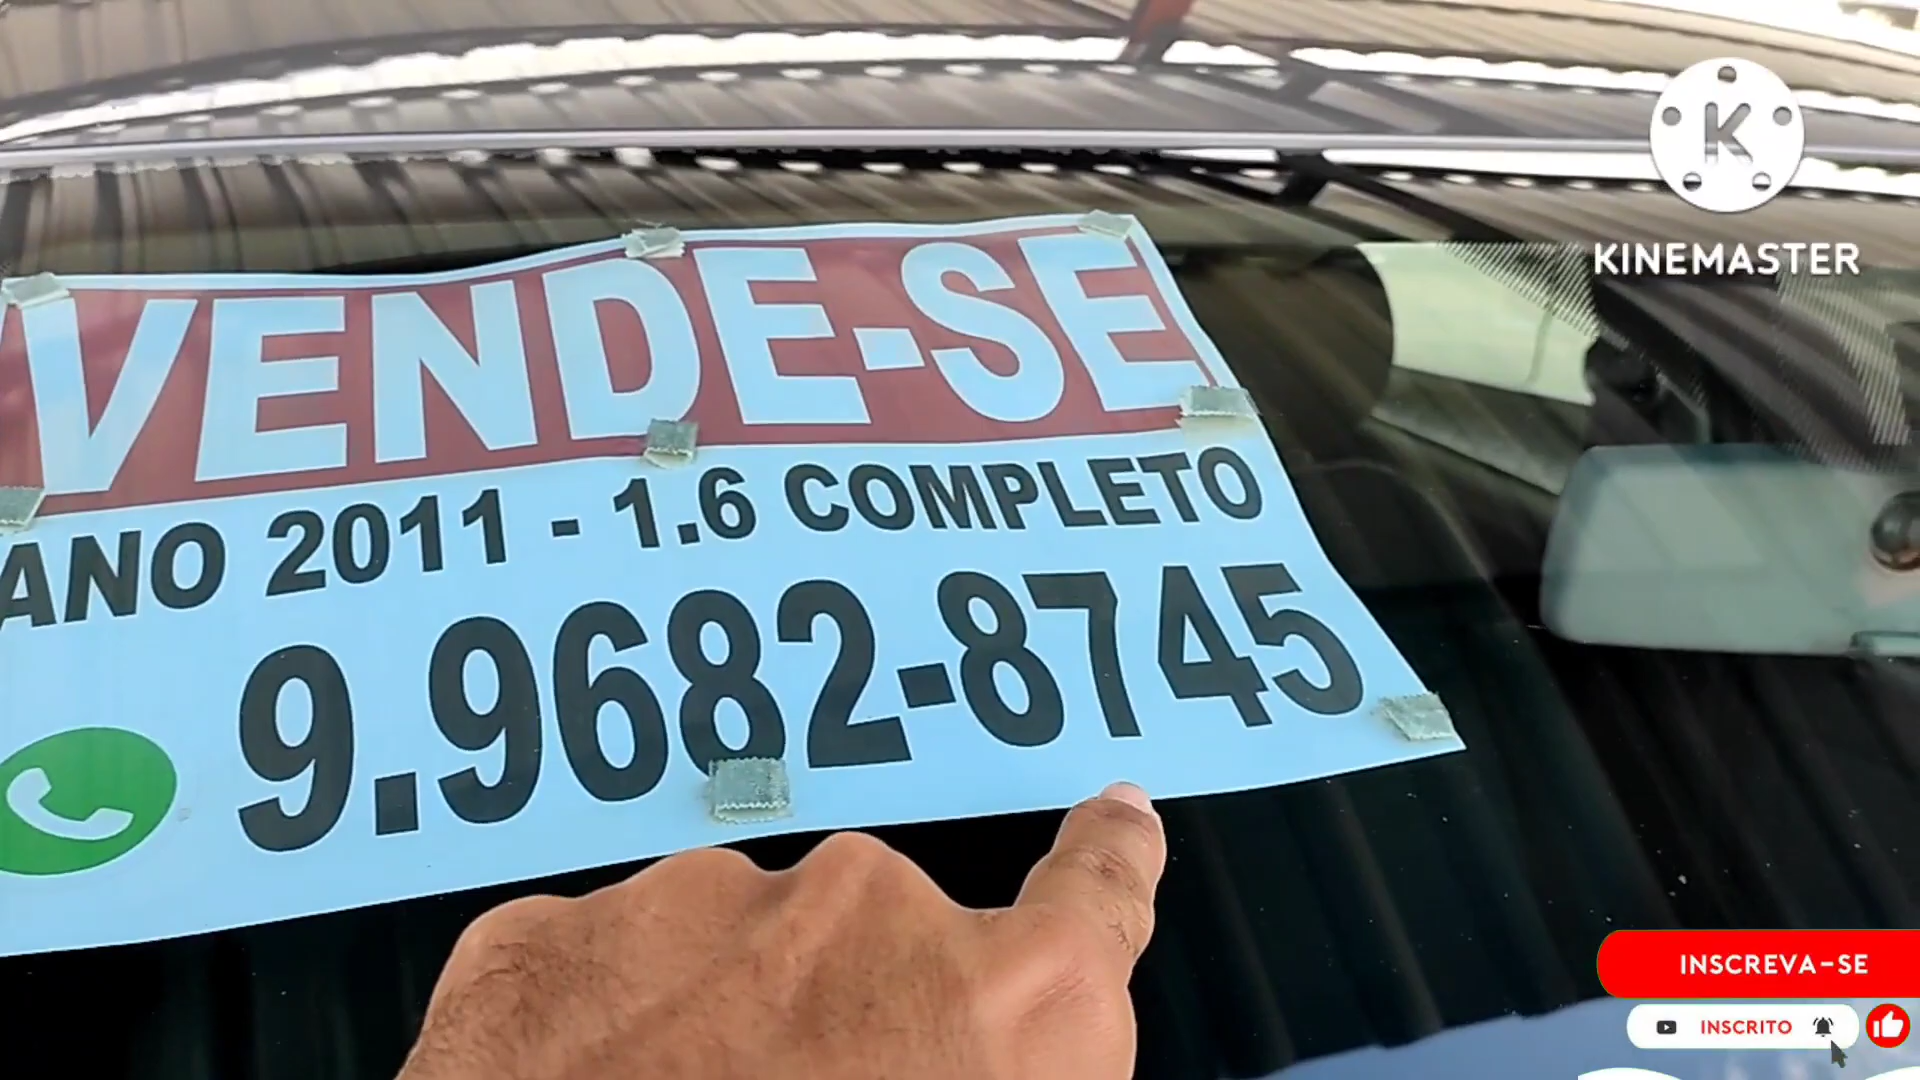 VENDE-SE
ANO 2011 - 1.6 COMPLETO
9.9682-8745
K
KINEMASTER
INSCREVA-SE
INSCRITO